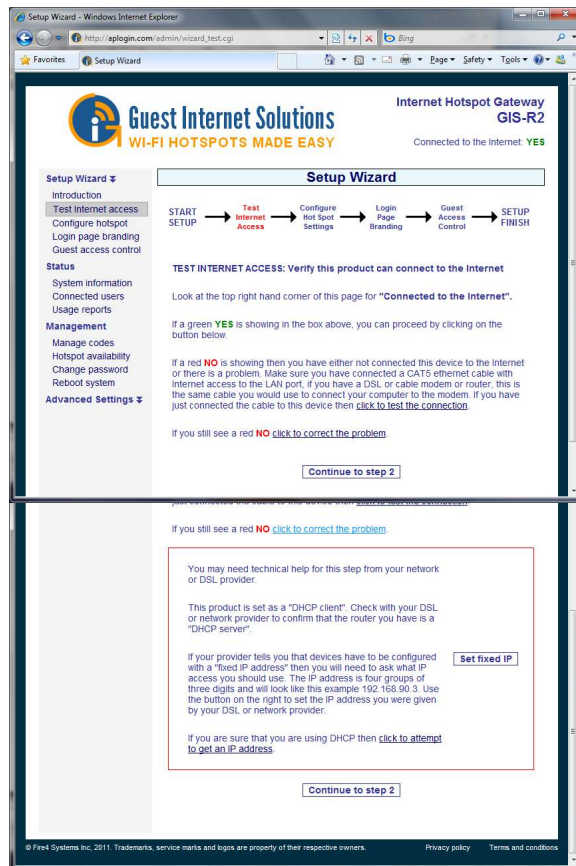 Setup Wizard - Windows Internet Explorer
http://aplogin.com/admin/wizard_test.cgi
Bing
Favorites
Setup Wizard
Page
Safety
Tools
Guest Internet Solutions
WI-FI HOTSPOTS MADE EASY
Internet Hotspot Gateway
GIS-R2
Connected to the Internet: YES
Setup Wizard
Introduction
Test Internet access
Configure hotspot
Login page branding
Guest access control
Status
System information
Connected users
Usage reports
Management
Manage codes
Hotspot availability
Change password
Reboot system
Advanced Settings
Setup Wizard
START
SETUP
Test
Internet
Access
Configure
Hot Spot
Settings
Login
Page
Branding
Guest
Access
Control
SETUP
FINISH
TEST INTERNET ACCESS: Verify this product can connect to the Internet
Look at the top right hand corner of this page for "Connected to the Internet".
If a green YES is showing in the box above, you can proceed by clicking on the
button below.
If a red NO is showing then you have either not connected this device to the Internet
or there is a problem. Make sure you have connected a CAT5 ethernet cable with
Internet access to the LAN port, if you have a DSL or cable modem or router, this is
the same cable you would use to connect your computer to the modem. If you have
just connected the cable to this device then click to test the connection.
If you still see a red NO click to correct the problem.
Continue to step 2
just connected the cable to this device then click to test the connection.
If you still see a red NO click to correct the problem.
You may need technical help for this step from your network
or DSL provider.
This product is set as a "DHCP client". Check with your DSL
or network provider to confirm that the router you have is a
"DHCP server".
If your provider tells you that devices have to be configured
with a "fixed IP address" then you will need to ask what IP
access you should use. The IP address is four groups of
three digits and will look like this example 192.168.90.3. Use
the button on the right to set the IP address you were given
by your DSL or network provider.
Set fixed IP
If you are sure that you are using DHCP then click to attempt
to get an IP address.
Continue to step 2
© Fire4 Systems Inc, 2011. Trademarks, service marks and logos are property of their respective owners.
Privacy policy
Terms and conditions